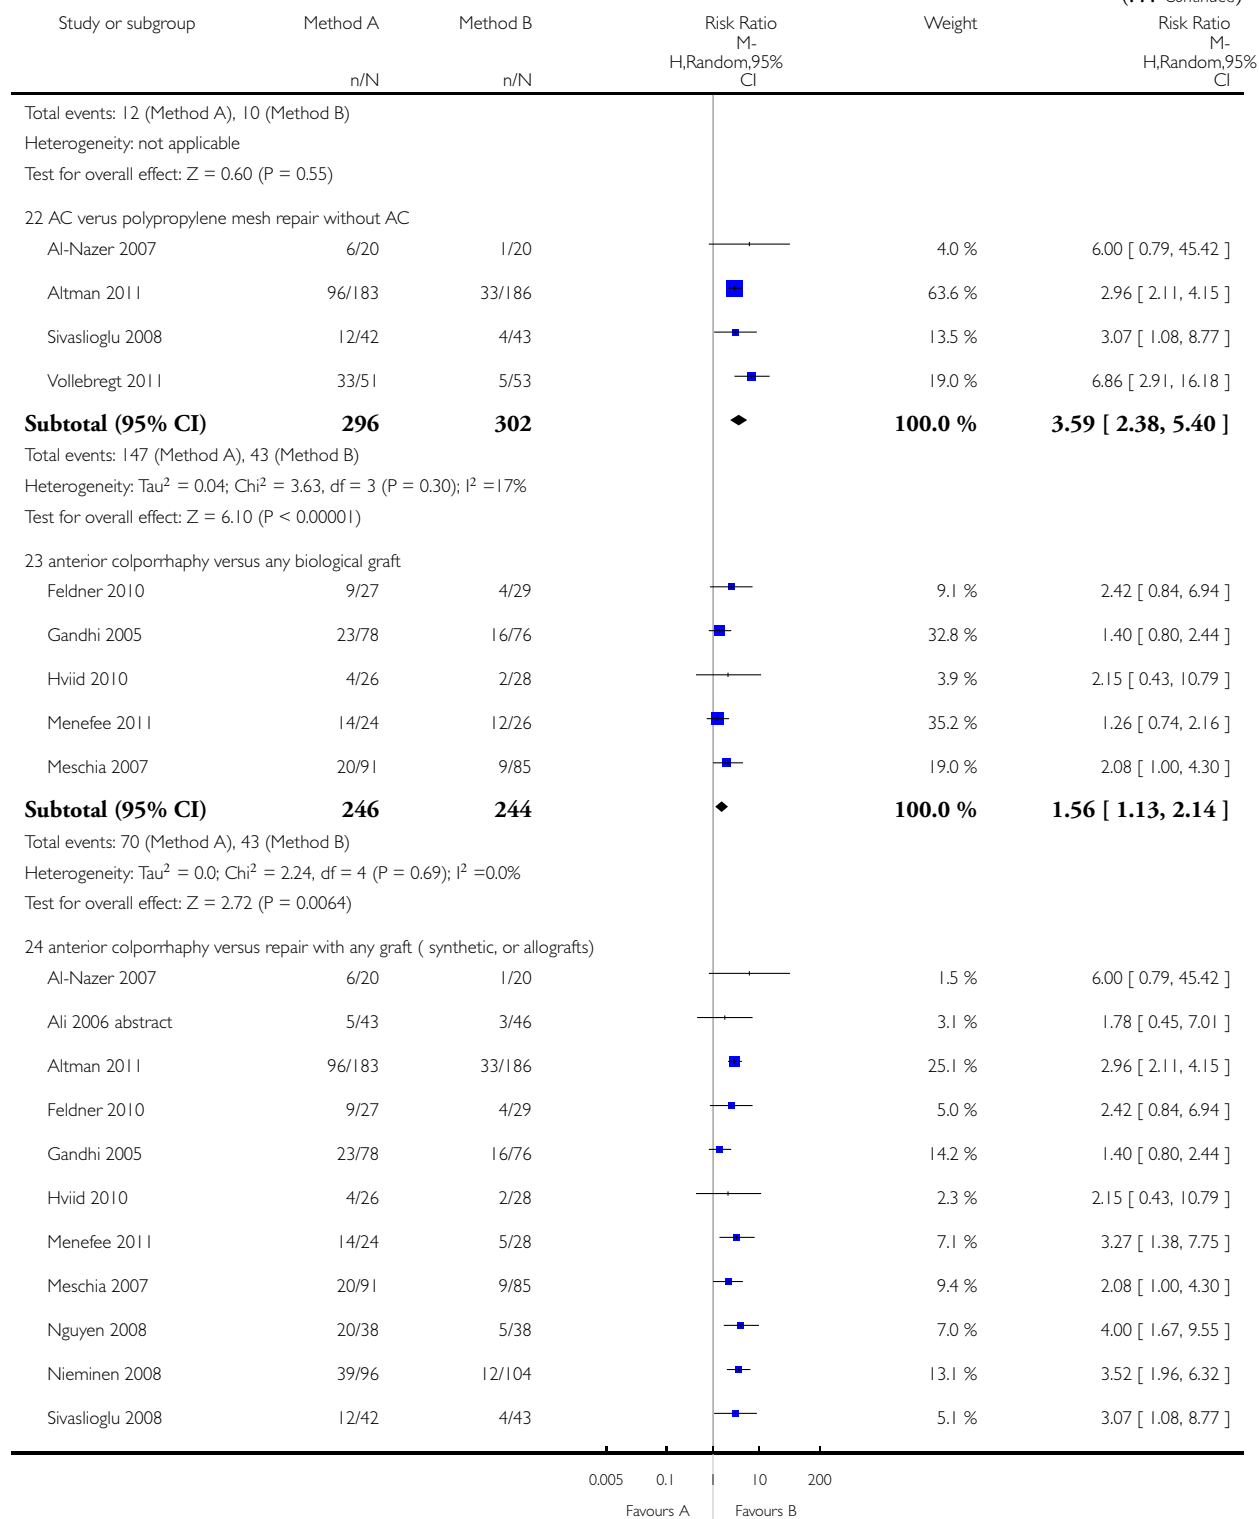 (... Continued)
Study or subgroup Method A Method B Risk Ratio Weight Risk Ratio
M- M-
H,Random,95% H,Random,95%
n/N n/N CI CI
Total events: 12 (Method A), 10 (Method B)
Heterogeneity: not applicable
Test for overall effect: Z = 0.60 (P = 0.55)
22 AC verus polypropylene mesh repair without AC
Al-Nazer 2007 6/20 1/20 4.0 % 6.00 [ 0.79, 45.42 ]
Altman 2011 96/183 33/186 63.6 % 2.96 [ 2.11, 4.15 ]
Sivaslioglu 2008 12/42 4/43 13.5 % 3.07 [ 1.08, 8.77 ]
Vollebregt 2011 33/51 5/53 19.0 % 6.86 [ 2.91, 16.18 ]
Subtotal (95% CI) 296 302 100.0 % 3.59 [ 2.38, 5.40 ]
Total events: 147 (Method A), 43 (Method B)
Heterogeneity: Tau² = 0.04; Chi² = 3.63, df = 3 (P = 0.30); I² =17%
Test for overall effect: Z = 6.10 (P < 0.00001)
23 anterior colporrhaphy versus any biological graft
Feldner 2010 9/27 4/29 9.1 % 2.42 [ 0.84, 6.94 ]
Gandhi 2005 23/78 16/76 32.8 % 1.40 [ 0.80, 2.44 ]
Hviid 2010 4/26 2/28 3.9 % 2.15 [ 0.43, 10.79 ]
Menefee 2011 14/24 12/26 35.2 % 1.26 [ 0.74, 2.16 ]
Meschia 2007 20/91 9/85 19.0 % 2.08 [ 1.00, 4.30 ]
Subtotal (95% CI) 246 244 100.0 % 1.56 [ 1.13, 2.14 ]
Total events: 70 (Method A), 43 (Method B)
Heterogeneity: Tau² = 0.0; Chi² = 2.24, df = 4 (P = 0.69); I² =0.0%
Test for overall effect: Z = 2.72 (P = 0.0064)
24 anterior colporrhaphy versus repair with any graft ( synthetic, or allografts)
Al-Nazer 2007 6/20 1/20 1.5 % 6.00 [ 0.79, 45.42 ]
Ali 2006 abstract 5/43 3/46 3.1 % 1.78 [ 0.45, 7.01 ]
Altman 2011 96/183 33/186 25.1 % 2.96 [ 2.11, 4.15 ]
Feldner 2010 9/27 4/29 5.0 % 2.42 [ 0.84, 6.94 ]
Gandhi 2005 23/78 16/76 14.2 % 1.40 [ 0.80, 2.44 ]
Hviid 2010 4/26 2/28 2.3 % 2.15 [ 0.43, 10.79 ]
Menefee 2011 14/24 5/28 7.1 % 3.27 [ 1.38, 7.75 ]
Meschia 2007 20/91 9/85 9.4 % 2.08 [ 1.00, 4.30 ]
Nguyen 2008 20/38 5/38 7.0 % 4.00 [ 1.67, 9.55 ]
Nieminen 2008 39/96 12/104 13.1 % 3.52 [ 1.96, 6.32 ]
Sivaslioglu 2008 12/42 4/43 5.1 % 3.07 [ 1.08, 8.77 ]
0.005 0.1 1 10 200
Favours A Favours B